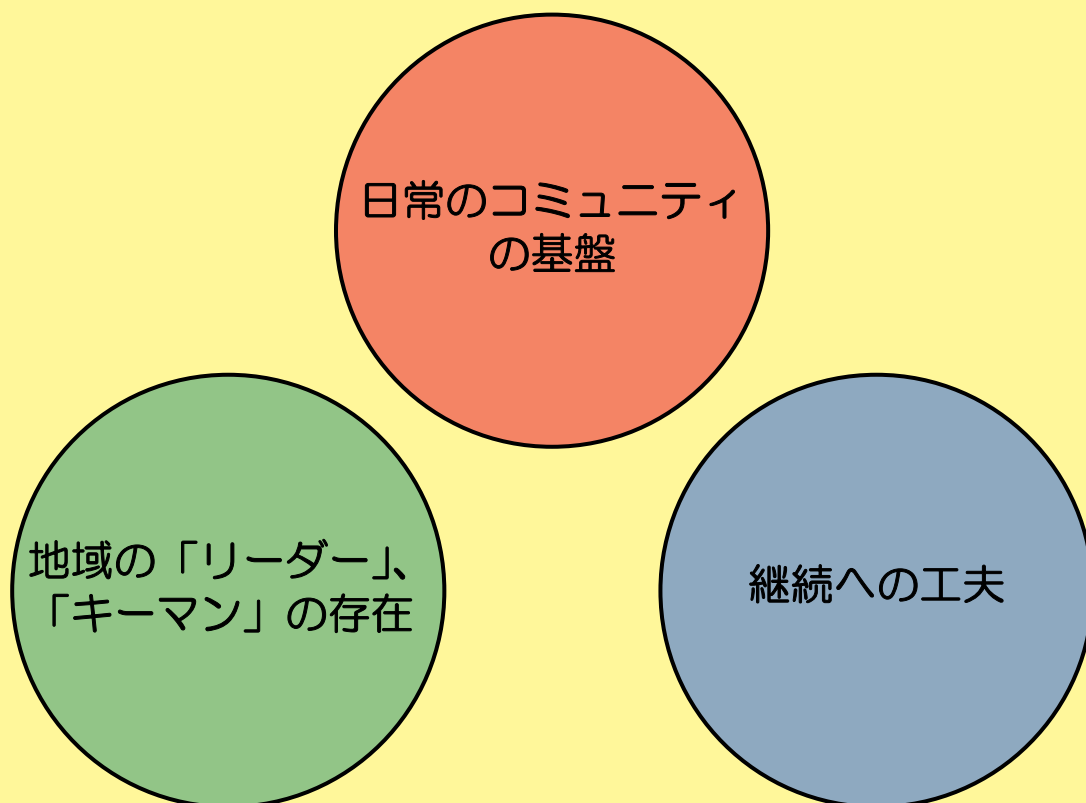 日常のコミュニティ
の基盤
地域の「リーダー」、
「キーマン」の存在
継続への工夫